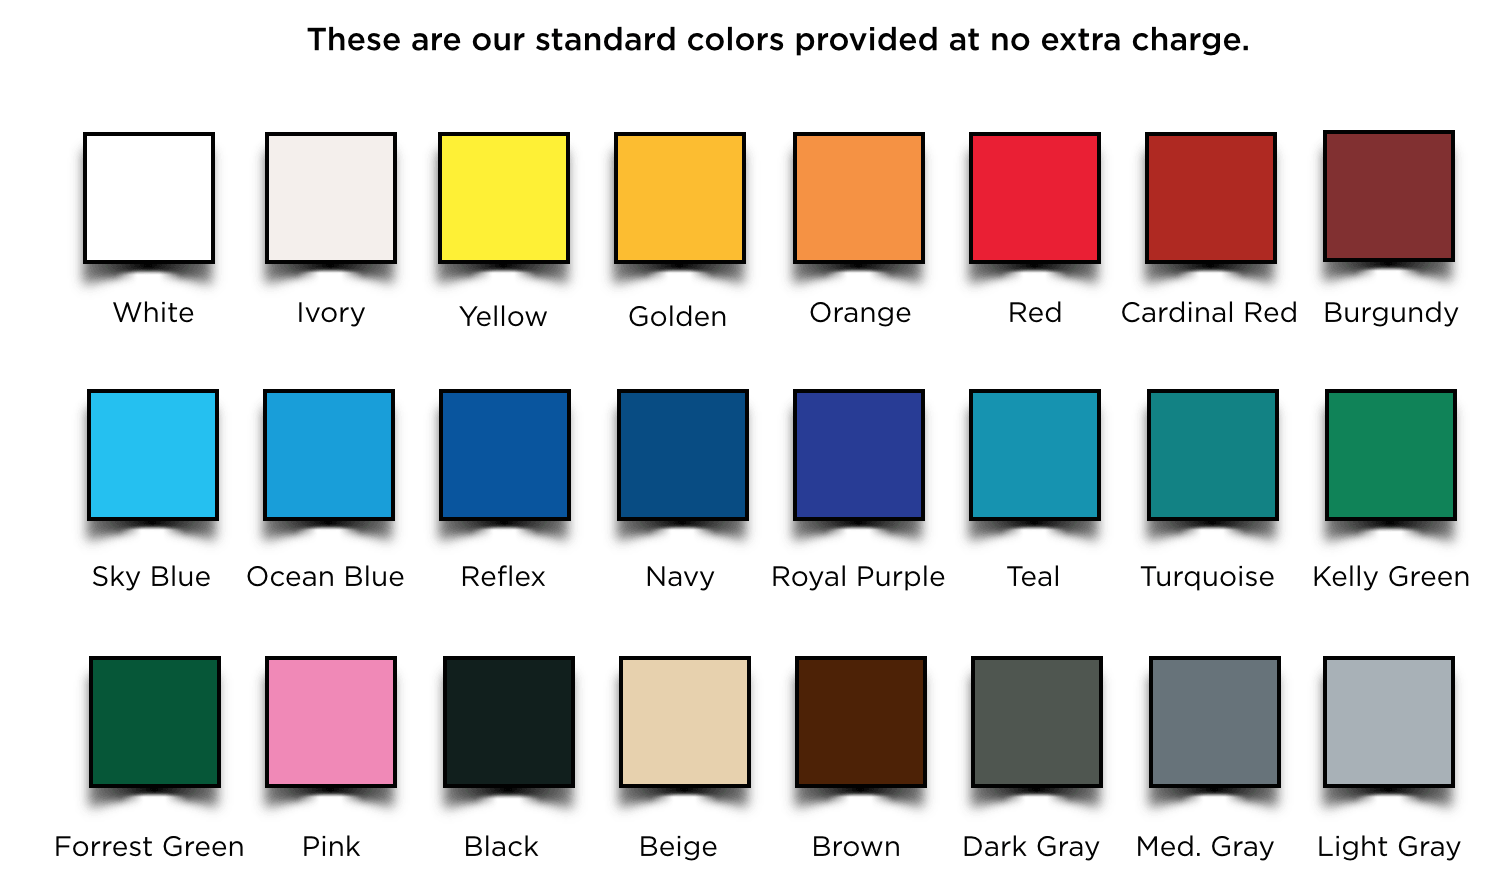 These are our standard colors provided at no extra charge.
White Ivory Yellow Golden Orange Red Cardinal Red Burgundy
Sky Blue Ocean Blue Reflex Navy Royal Purple Teal Turquoise Kelly Green
Forrest Green Pink Black Beige Brown Dark Gray Med. Gray Light Gray